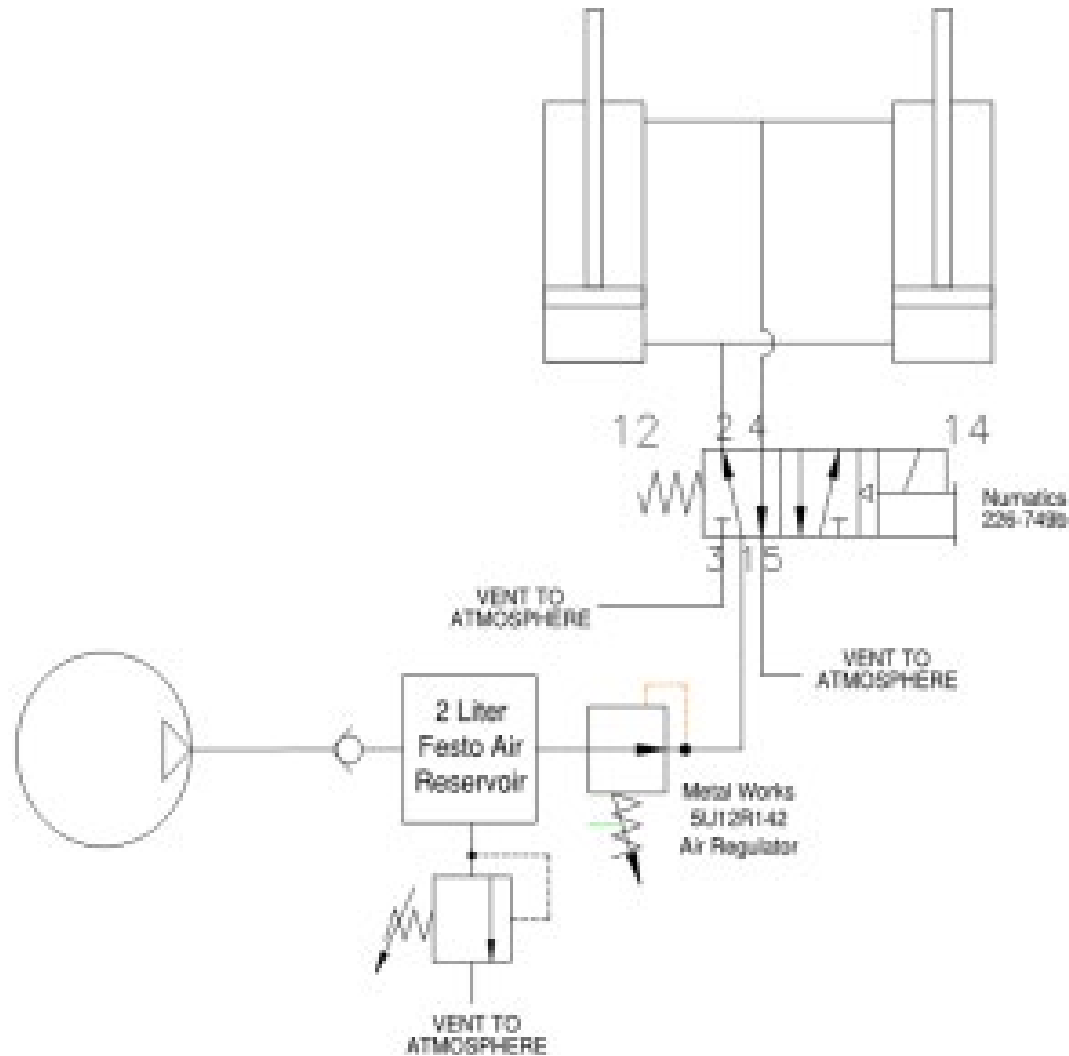 12
2 4
14
Numatics
3 1 5
VENT TO
ATMOSPHERE
VENT TO
ATMOSPHERE
2 Liter
Festo Air
Reservoir
Metal Works
Air Regulator
VENT TO
ATMOSPHERE